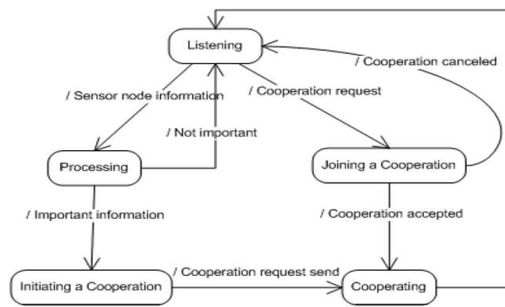 Listening
/ Cooperation canceled
/ Sensor node information
/ Cooperation request
/ Not important
Processing
Joining a Cooperation
/ Important information
/ Cooperation accepted
/ Cooperation request send
Initiating a Cooperation
Cooperating